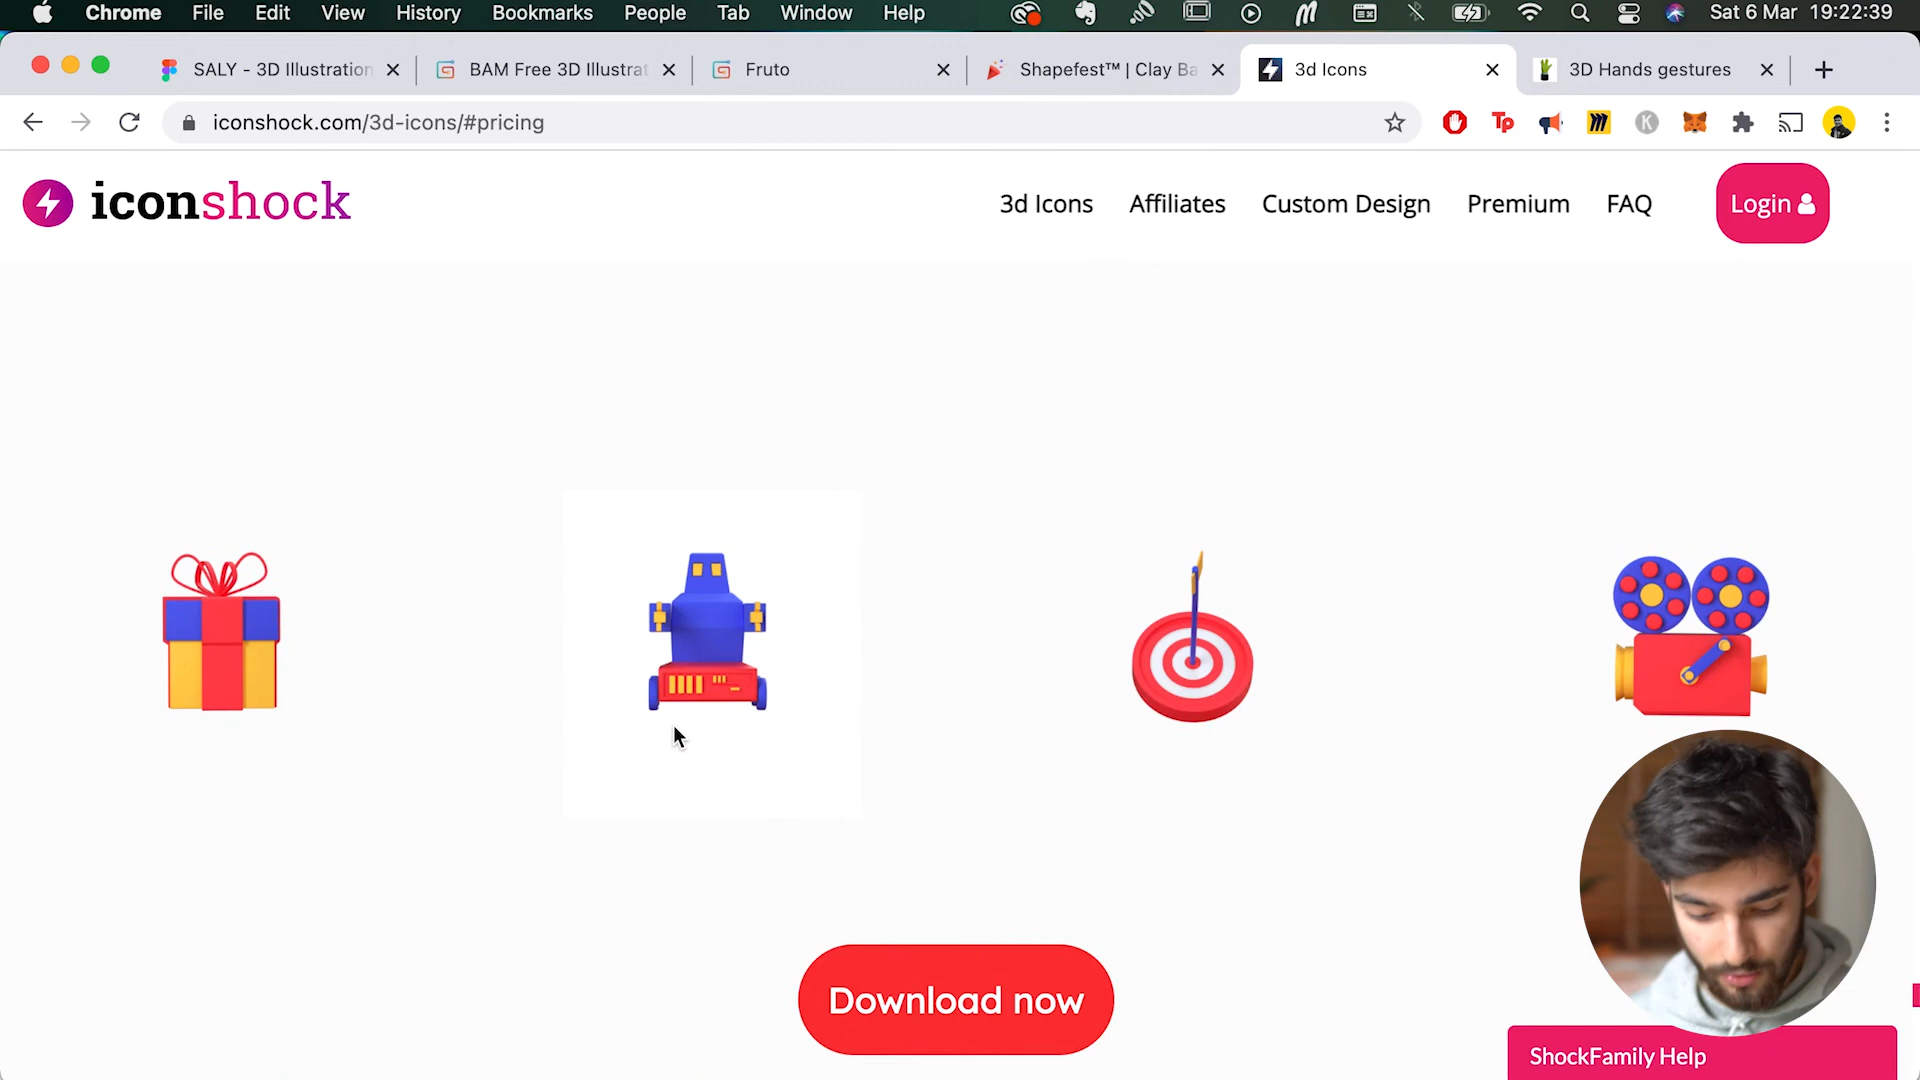 Chrome File Edit View History Bookmarks People Tab Window Help Sat 6 Mar 19:22:39
SALY - 3D Illustration BAM Free 3D Illustrat Fruto Shapefest™ | Clay Ba 3d Icons 3D Hands gestures
iconshock.com/3d-icons/#pricing
iconshock 3d Icons Affiliates Custom Design Premium FAQ Login
Download now
ShockFamily Help